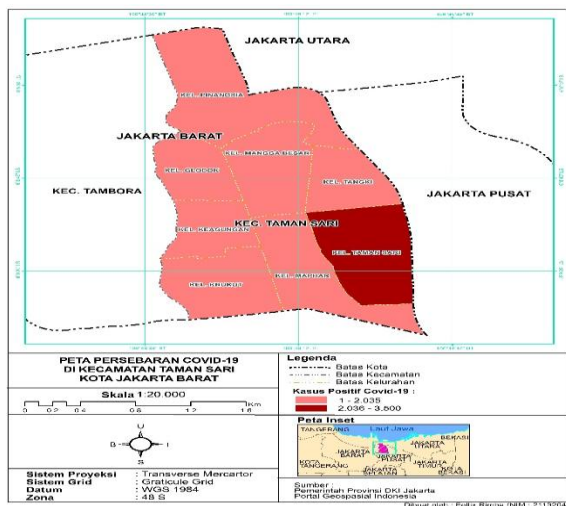 JAKARTA UTARA
KEL. PINANGSIA
JAKARTA BARAT
KEL. MANGGA BESAR
KEL. GLODOK
KEL. TANGKI
KEC. TAMBORA
JAKARTA PUSAT
KEC. TAMAN SARI
KEL. KEAGUNGAN
KEL. TAMAN SARI
KEL. MAPHAR
KEL. KRUKUT
PETA PERSEBARAN COVID-19
DI KECAMATAN TAMAN SARI
KOTA JAKARTA BARAT
Skala 1:20.000
0 0.2 0.4 0.8 1.2 1.6
Km
U
B T
S
Sistem Proyeksi : Transverse Mercartor
Sistem Grid : Graticule Grid
Datum : WGS 1984
Zona : 48 S
Legenda
Batas Kota
Batas Kecamatan
Batas Kelurahan
Kasus Positif Covid-19 :
1 - 2.035
2.036 - 3.500
Peta Inset
TANGERANG
Laut Jawa
BEKASI
JAKARTA
UTARA
JAKARTA
BARAT
JAKARTA
PUSAT
KOTA
TANGERANG
JAKARTA
TIMUR
KOTA
BEKASI
JAKARTA
SELATAN
Sumber :
Pemerintah Provinsi DKI Jakarta
Portal Geospasial Indonesia
Dibuat oleh :
(NIM :